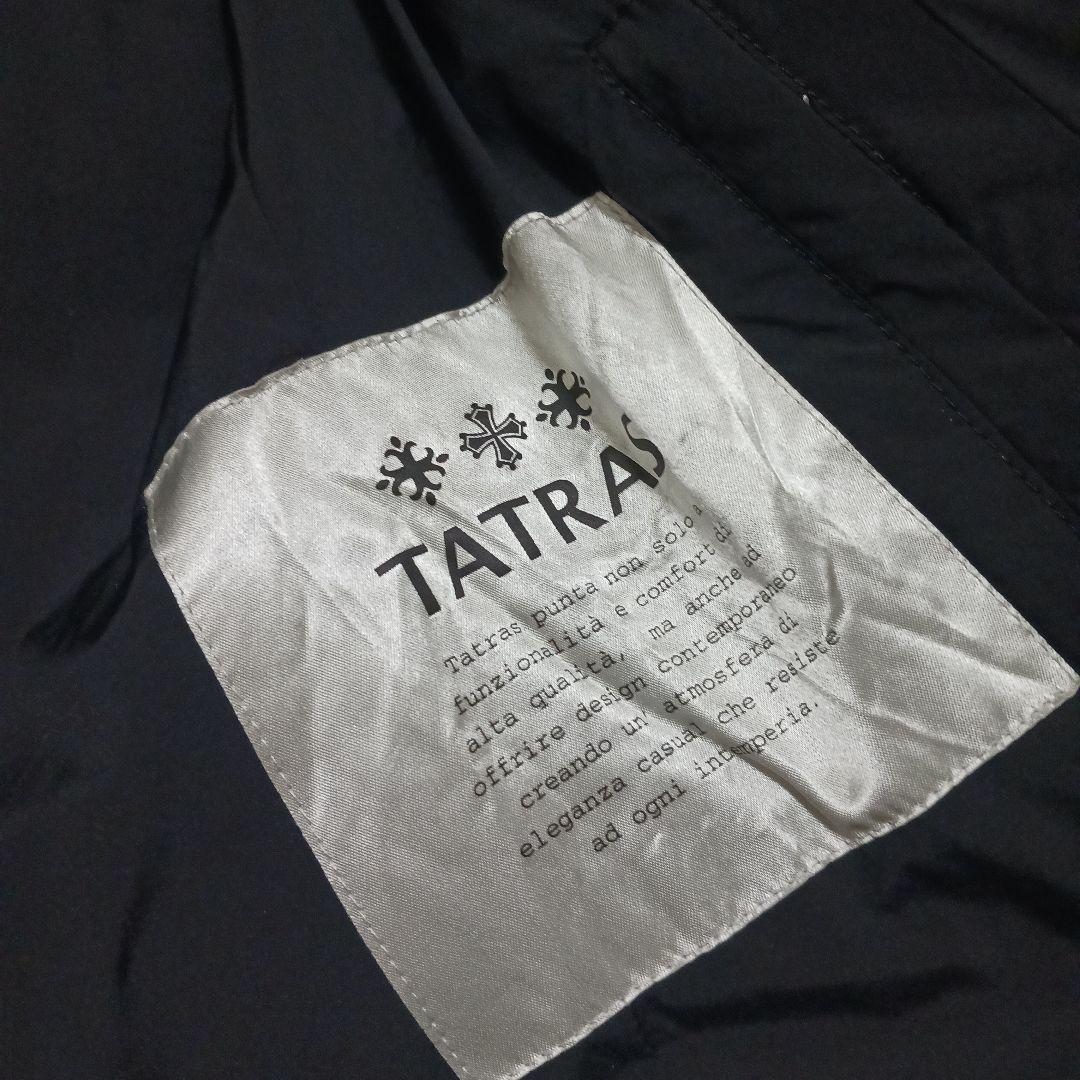 TATRAS
Tatras punta non solo a
funzionalità e comfort di
alta qualità, ma anche ad
offrire design contemporaneo
creando un' atmosfera di
eleganza casual che resiste
ad ogni intemperia.